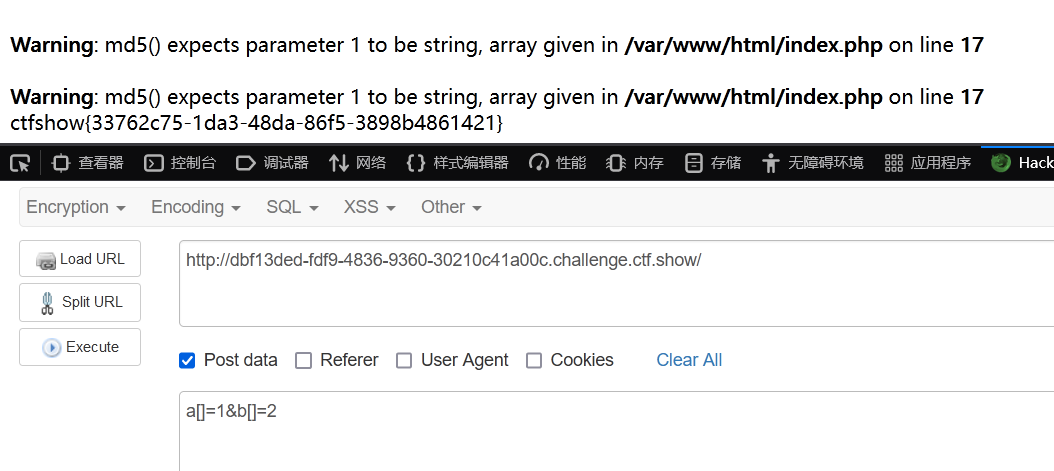 Warning: md5() expects parameter 1 to be string, array given in /var/www/html/index.php on line 17
Warning: md5() expects parameter 1 to be string, array given in /var/www/html/index.php on line 17
ctfshow{33762c75-1da3-48da-86f5-3898b4861421}
查看器 控制台 调试器 网络 样式编辑器 性能 内存 存储 无障碍环境 应用程序 Hack
Encryption Encoding SQL XSS Other
Load URL http://dbf13ded-fdf9-4836-9360-30210c41a00c.challenge.ctf.show/
Split URL
Execute
Post data Referer User Agent Cookies Clear All
a[]=1&b[]=2